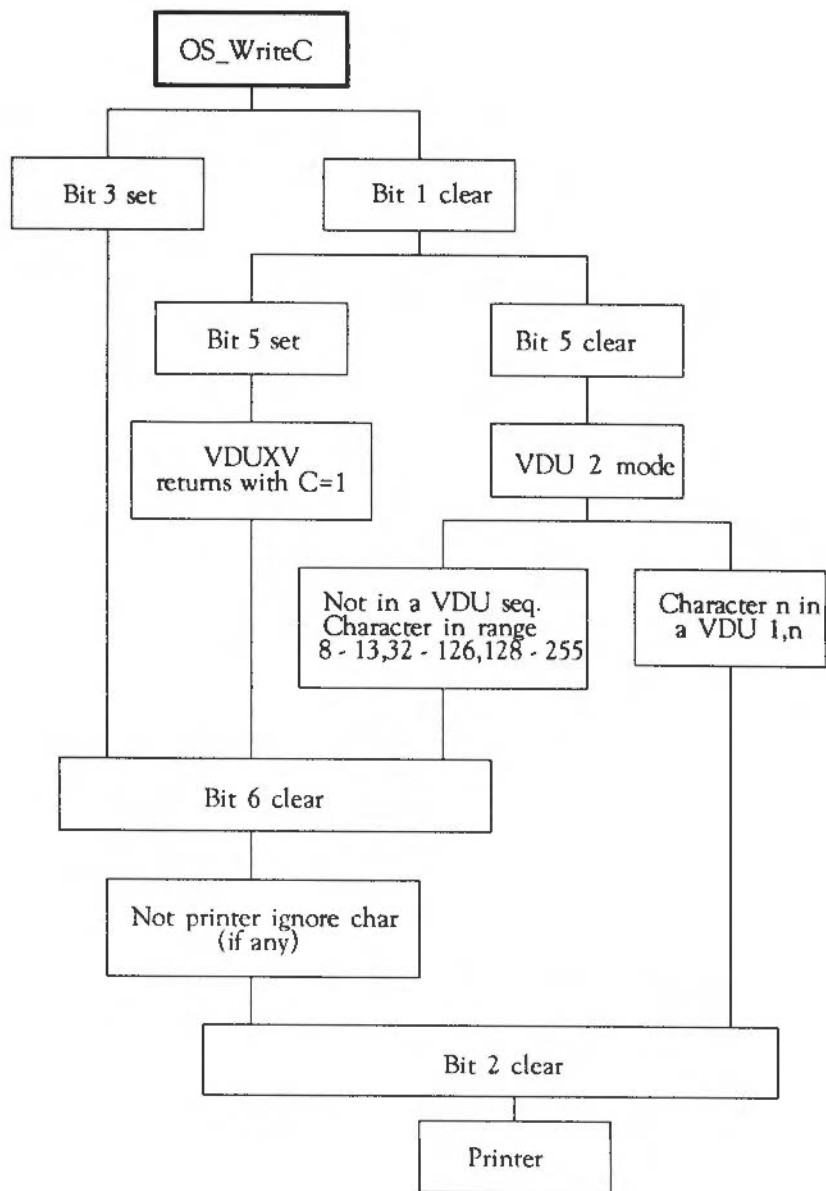 OS_WriteC
Bit 3 set
Bit 1 clear
Bit 5 set
Bit 5 clear
VDUXV
returns with C=1
VDU 2 mode
Not in a VDU seq.
Character in range
8 - 13,32 - 126,128 - 255
Character n in
a VDU 1,n
Bit 6 clear
Not printer ignore char
(if any)
Bit 2 clear
Printer